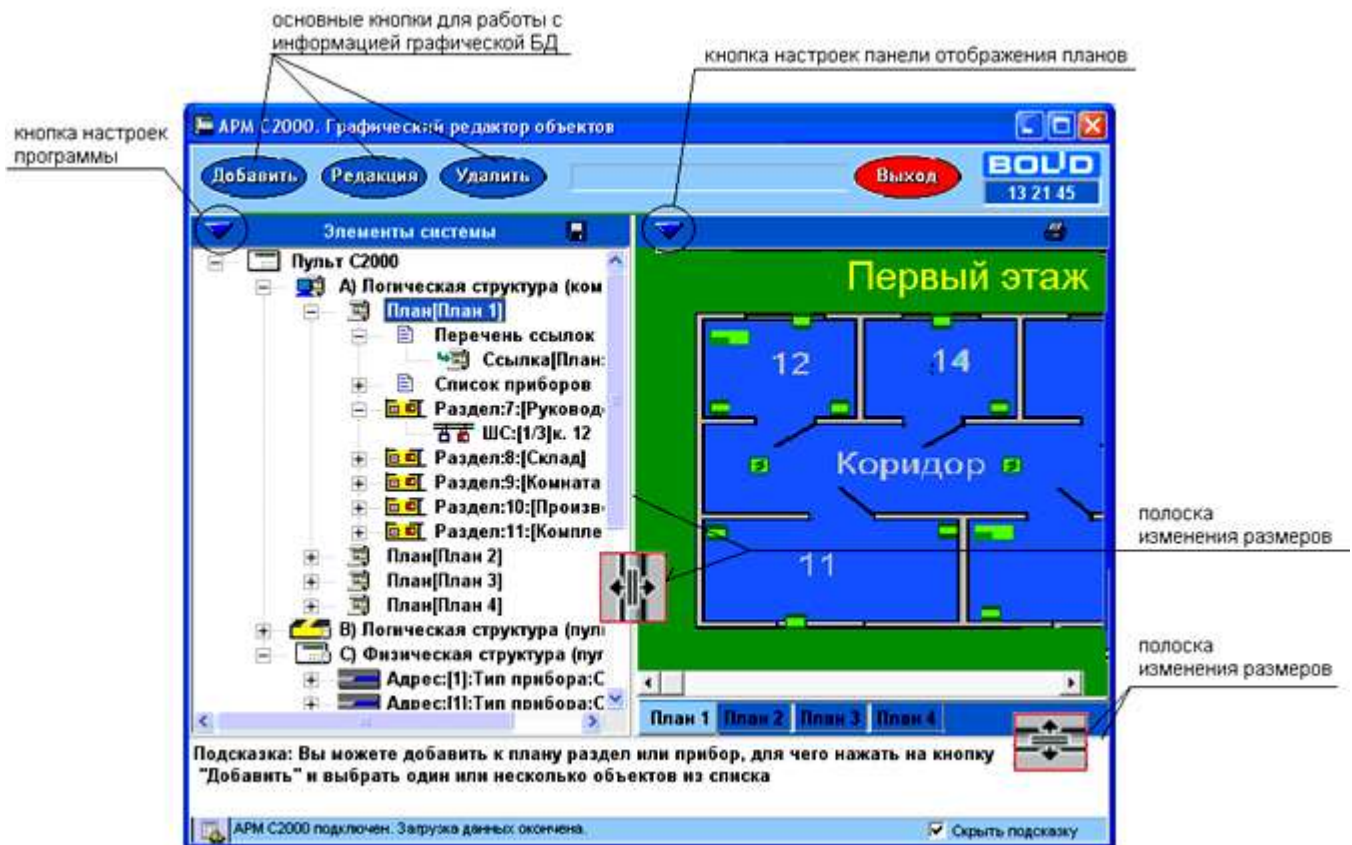 основные кнопки для работы с
информацией графической БД
кнопка настроек панели отображения планов
кнопка настроек
программы
АРМ С2000. Графический редактор объектов
Добавить Редакция Удалить Выход
BOLID
13 21 45
Элементы системы
Пульт С2000
А) Логическая структура (ком
План[План 1]
Перечень ссылок
Ссылка[План:
Список приборов
Раздел:7:[Руковод
ШС:[1/3]к. 12
Раздел:8:[Склад]
Раздел:9:[Комната
Раздел:10:[Произв
Раздел:11:[Компле
План[План 2]
План[План 3]
План[План 4]
В) Логическая структура (пул
С) Физическая структура (пул
Адрес:[1]:Тип прибора:С
Адрес:[1]:Тип прибора:С
Первый этаж
12 14
Коридор
11
полоска
изменения размеров
полоска
изменения размеров
План 1 План 2 План 3 План 4
Подсказка: Вы можете добавить к плану раздел или прибор, для чего нажать на кнопку
"Добавить" и выбрать один или несколько объектов из списка
АРМ С2000 подключен. Загрузка данных окончена.
Скрыть подсказку